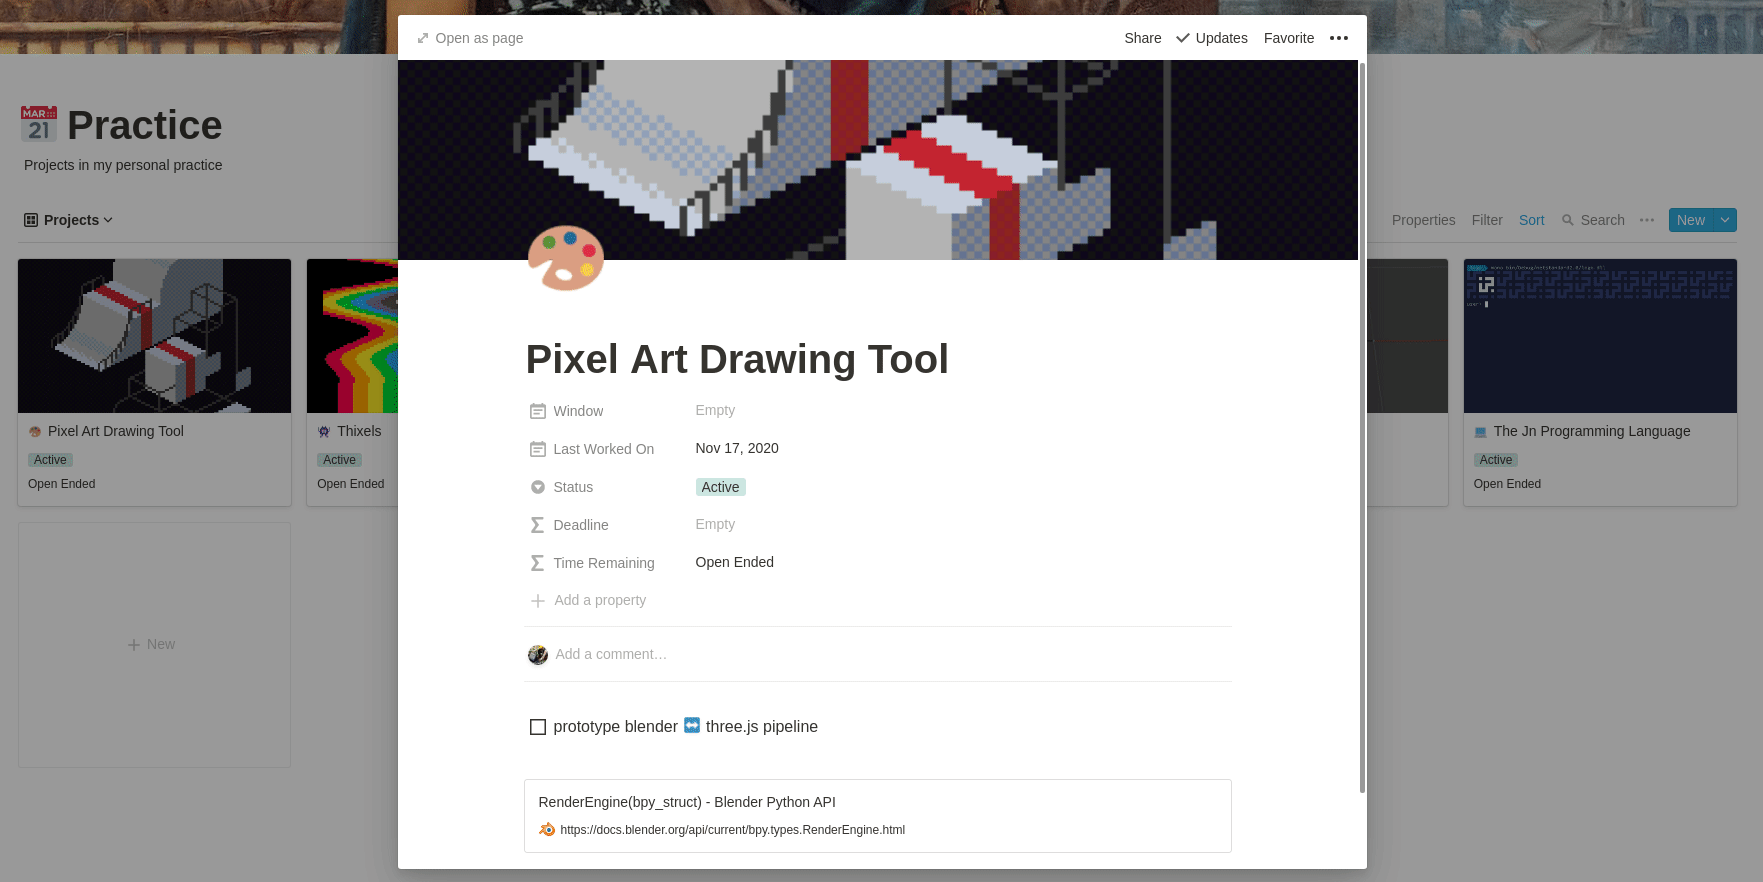 Open as page
Share
Updates
Favorite
MAR
21
Practice
Projects in my personal practice
Projects
Properties
Filter
Sort
Search
New
Pixel Art Drawing Tool
Active
Open Ended
Thixels
Active
Open Ended
The Jn Programming Language
Active
Open Ended
New
Pixel Art Drawing Tool
Window
Empty
Last Worked On
Nov 17, 2020
Status
Active
Deadline
Empty
Time Remaining
Open Ended
Add a property
Add a comment…
prototype blender ↔ three.js pipeline
RenderEngine(bpy_struct) - Blender Python API
https://docs.blender.org/api/current/bpy.types.RenderEngine.html